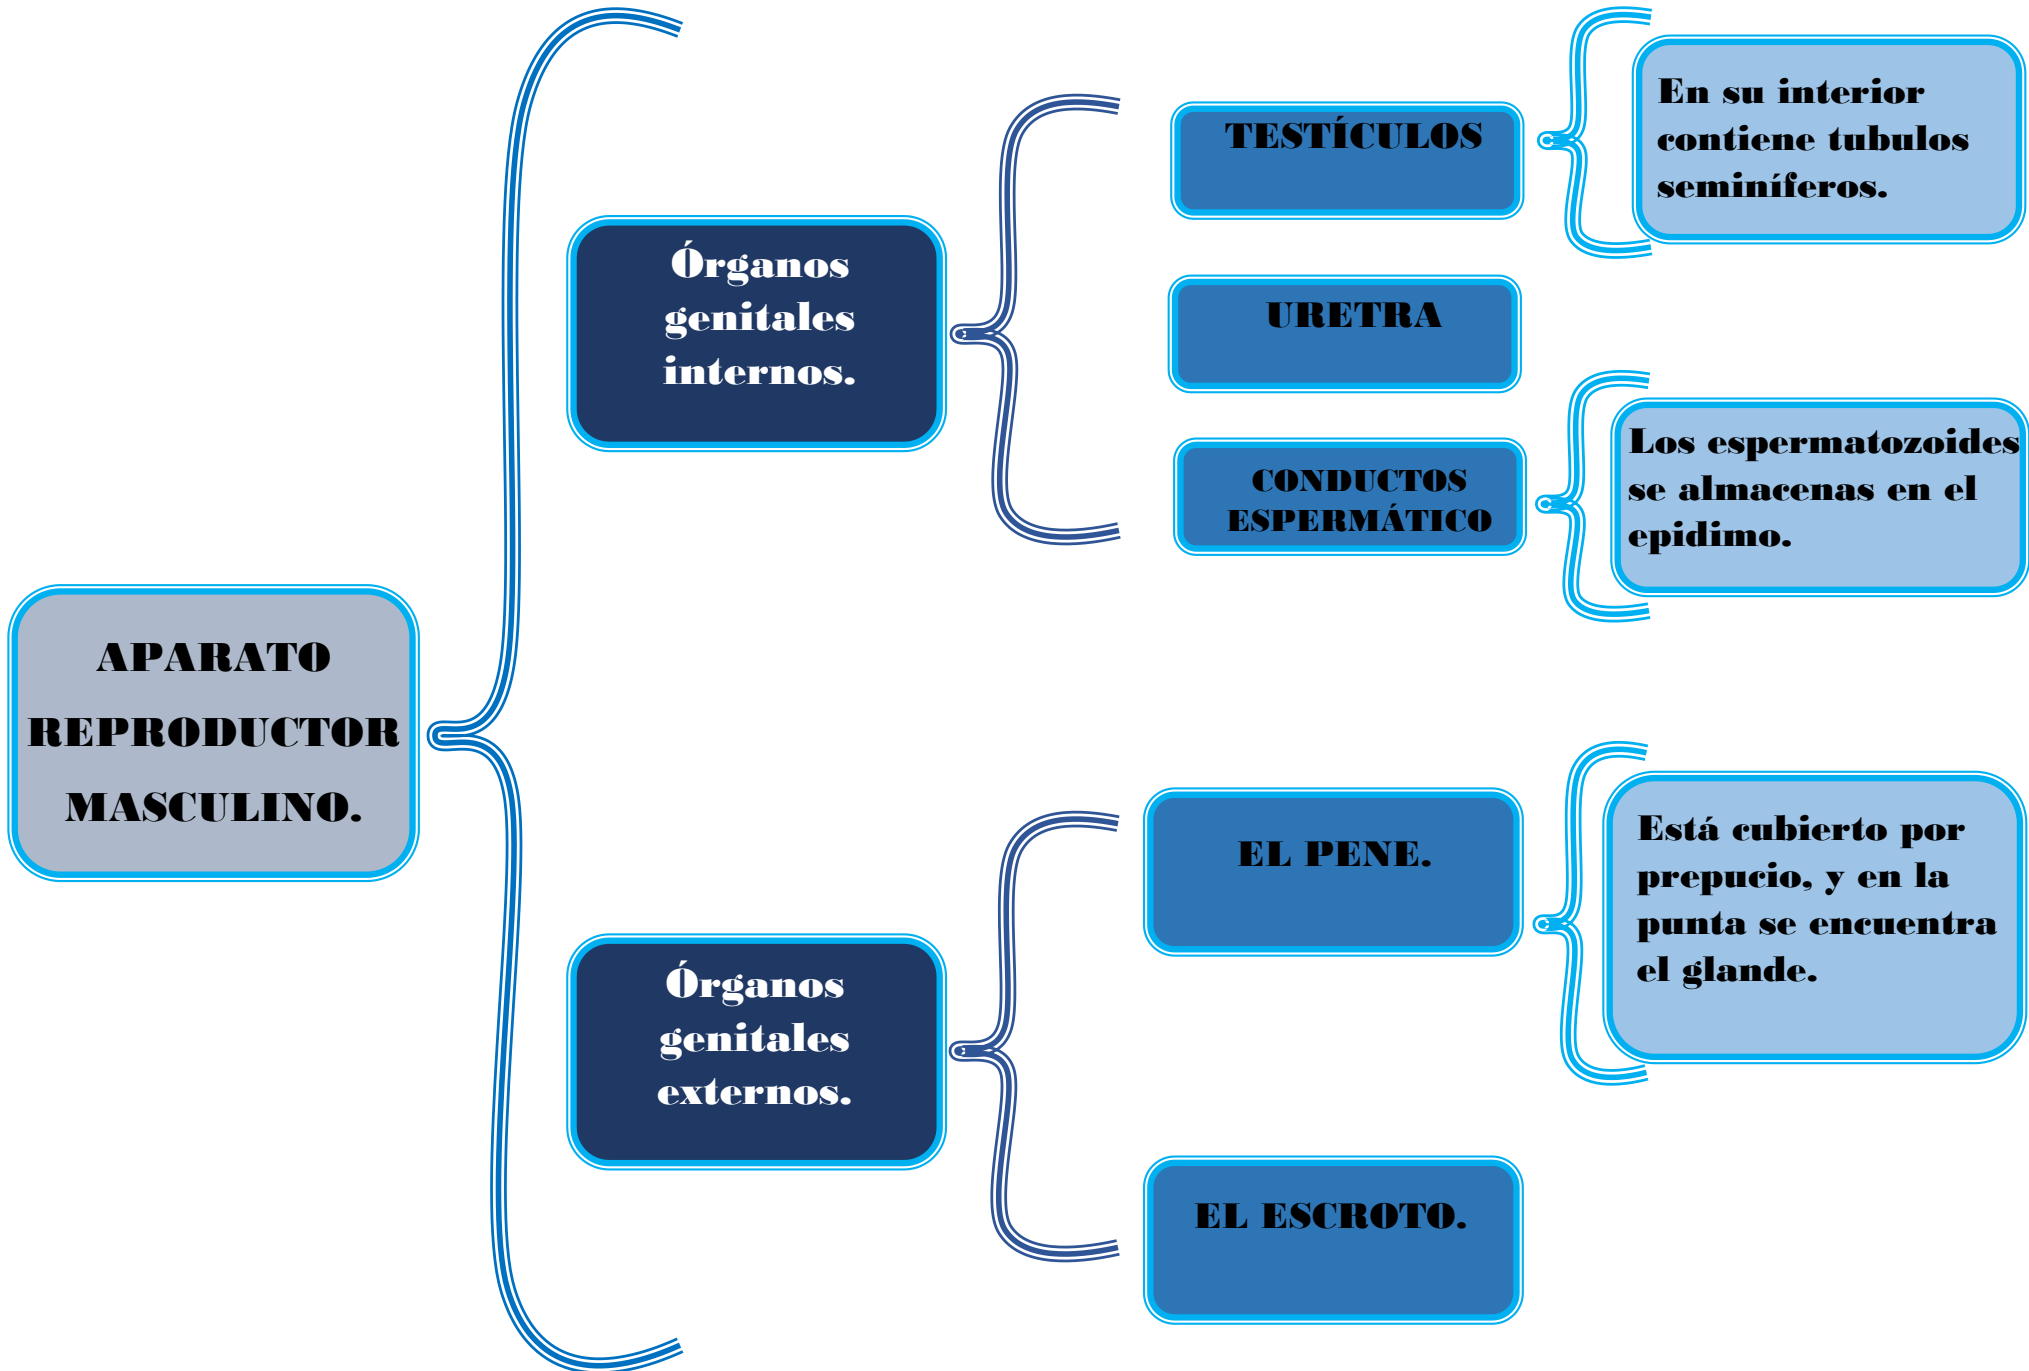 APARATO
REPRODUCTOR
MASCULINO.
Órganos
genitales
internos.
TESTÍCULOS
En su interior
contiene tubulos
seminíferos.
URETRA
CONDUCTOS
ESPERMÁTICO
Los espermatozoides
se almacenas en el
epidimo.
Órganos
genitales
externos.
EL PENE.
Está cubierto por
prepucio, y en la
punta se encuentra
el glande.
EL ESCROTO.